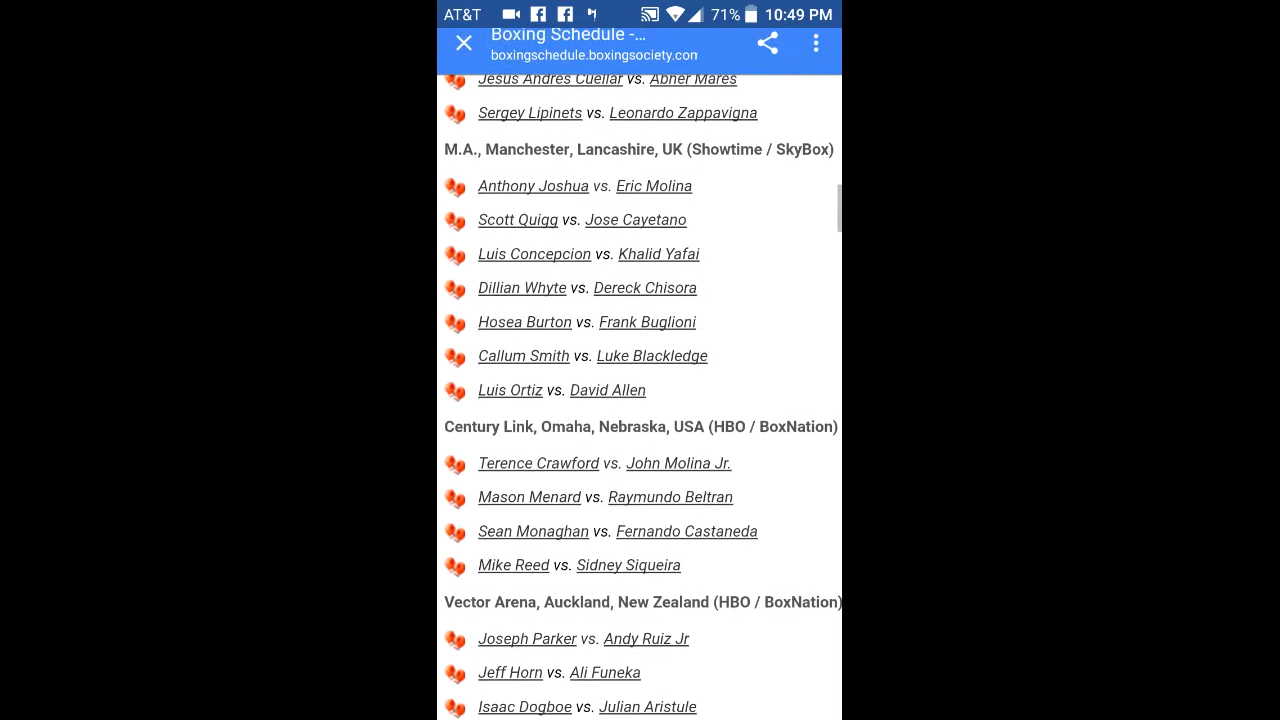 AT&T 71% 10:49 PM
Boxing Schedule -...
boxingschedule.boxingsociety.com
Jesus Andres Cuellar vs. Abner Mares
Sergey Lipinets vs. Leonardo Zappavigna
M.A., Manchester, Lancashire, UK (Showtime / SkyBox)
Anthony Joshua vs. Eric Molina
Scott Quigg vs. Jose Cayetano
Luis Concepcion vs. Khalid Yafai
Dillian Whyte vs. Dereck Chisora
Hosea Burton vs. Frank Buglioni
Callum Smith vs. Luke Blackledge
Luis Ortiz vs. David Allen
Century Link, Omaha, Nebraska, USA (HBO / BoxNation)
Terence Crawford vs. John Molina Jr.
Mason Menard vs. Raymundo Beltran
Sean Monaghan vs. Fernando Castaneda
Mike Reed vs. Sidney Siqueira
Vector Arena, Auckland, New Zealand (HBO / BoxNation)
Joseph Parker vs. Andy Ruiz Jr
Jeff Horn vs. Ali Funeka
Isaac Dogboe vs. Julian Aristule